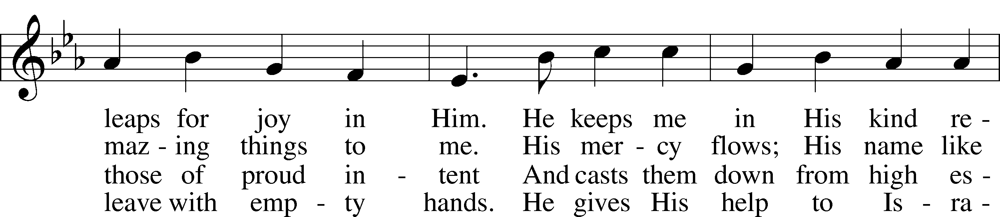 leaps for joy in Him. He keeps me in His kind re -
maz - ing things to me. His mer - cy flows; His name like
those of proud in - tent And casts them down from high es -
leave with emp - ty hands. He gives His help to Is - ra -